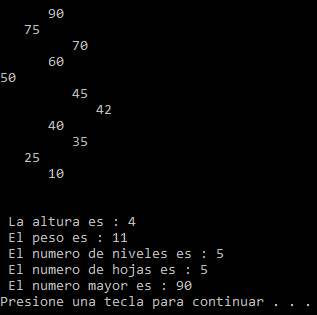 90
75
70
60
50
45
42
40
35
25
10
La altura es : 4
El peso es : 11
El numero de niveles es : 5
El numero de hojas es : 5
El numero mayor es : 90
Presione una tecla para continuar . . .